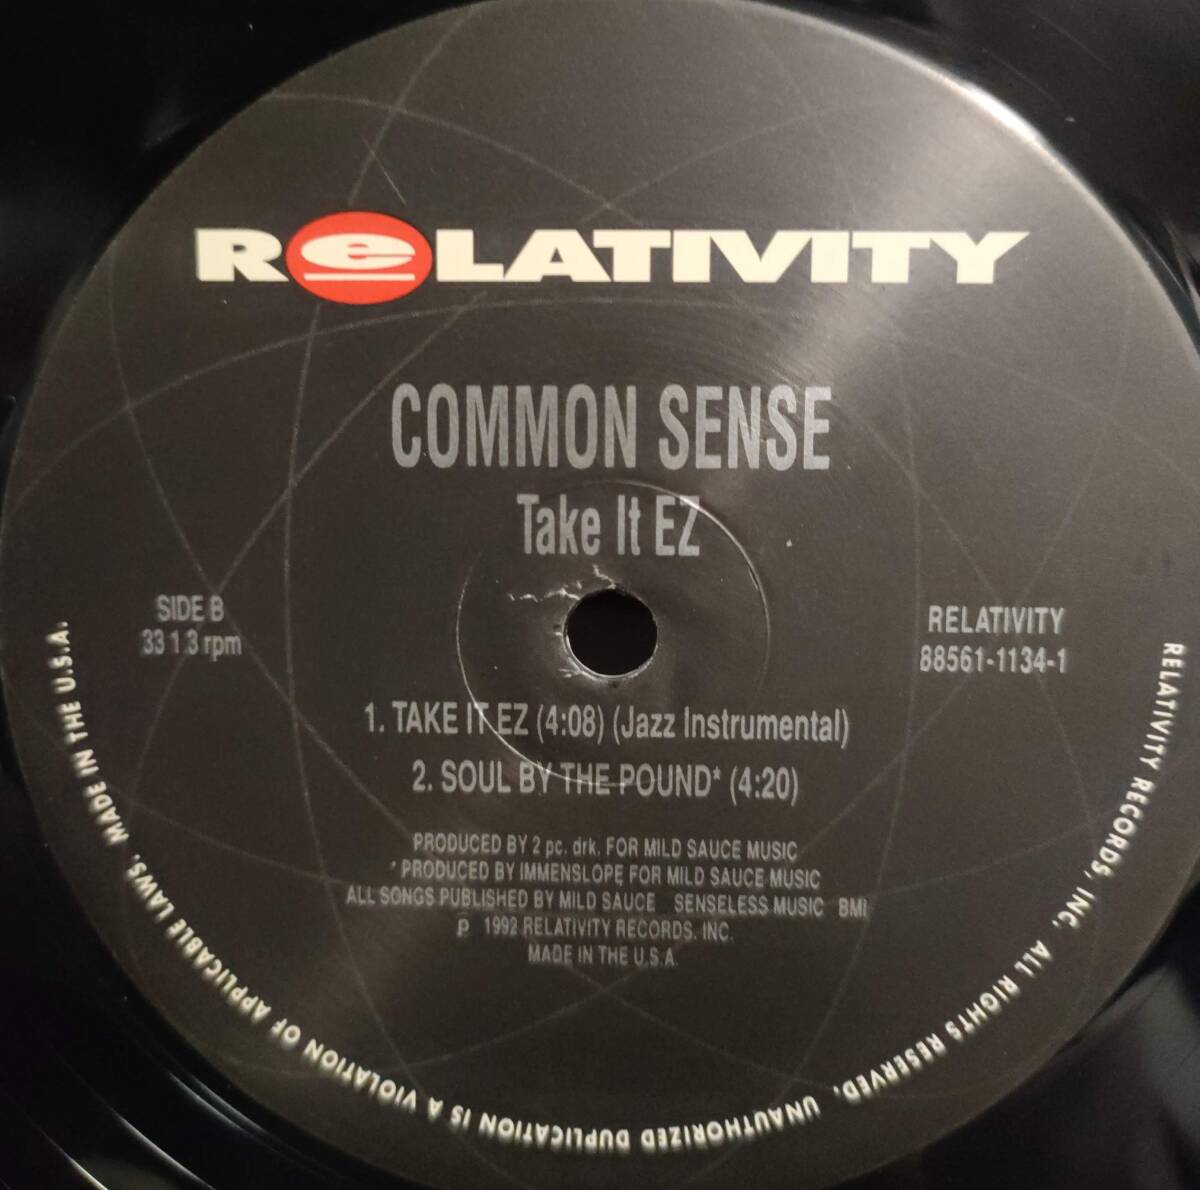 ReLATIVITY
COMMON SENSE
Take It EZ
SIDE B
33 1.3 rpm
RELATIVITY
88561-1134-1
1. TAKE IT EZ (4:08) (Jazz Instrumental)
2. SOUL BY THE POUND* (4:20)
PRODUCED BY 2 pc. drk. FOR MILD SAUCE MUSIC
* PRODUCED BY IMMENSLOPE FOR MILD SAUCE MUSIC
ALL SONGS PUBLISHED BY MILD SAUCE SENSELESS MUSIC BMI
℗ 1992 RELATIVITY RECORDS, INC.
MADE IN THE U.S.A.
RELATIVITY RECORDS, INC. ALL RIGHTS RESERVED. UNAUTHORIZED DUPLICATION IS A VIOLATION OF APPLICABLE LAWS. MADE IN THE U.S.A.